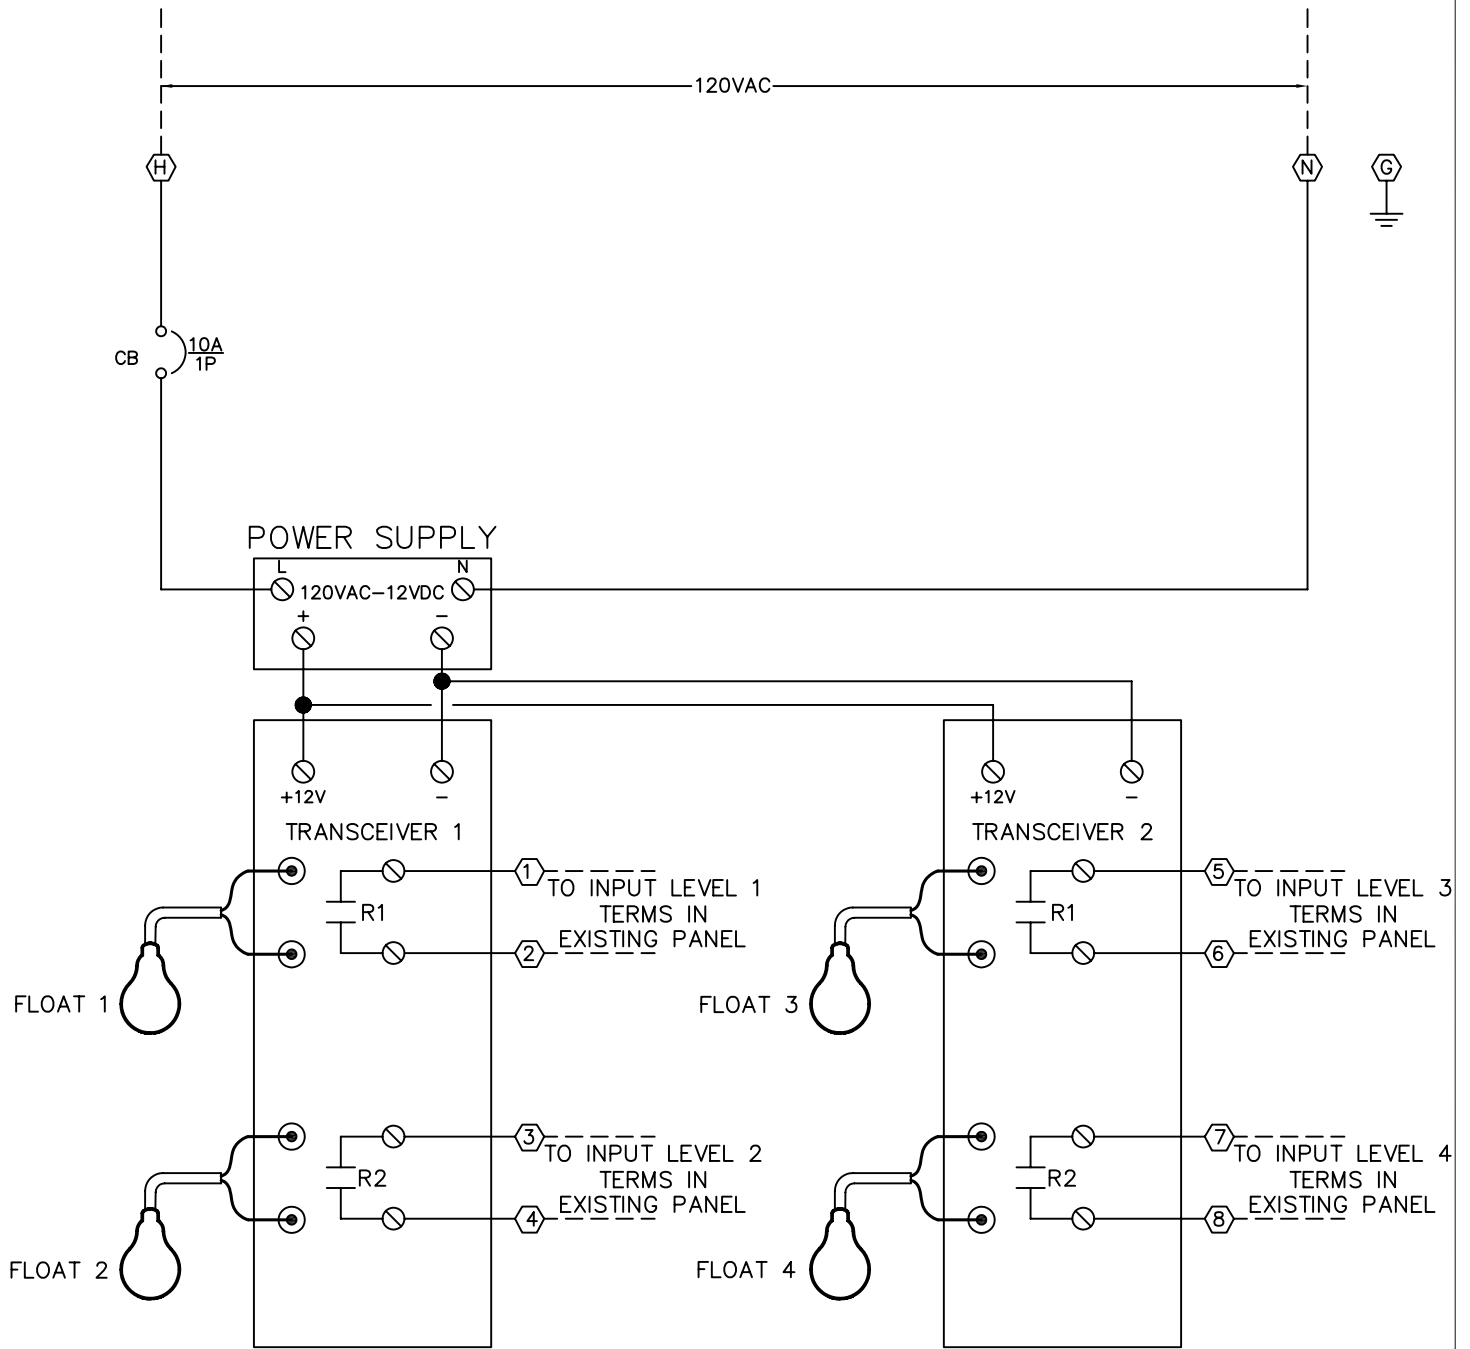 120VAC
H
N
G
CB
10A
1P
POWER SUPPLY
L
N
120VAC-12VDC
+
-
+12V
-
+12V
-
TRANSCEIVER 1
TRANSCEIVER 2
R1
1
TO INPUT LEVEL 1
TERMS IN
EXISTING PANEL
2
FLOAT 1
R1
5
TO INPUT LEVEL 3
TERMS IN
EXISTING PANEL
6
FLOAT 3
R2
3
TO INPUT LEVEL 2
TERMS IN
EXISTING PANEL
4
FLOAT 2
R2
7
TO INPUT LEVEL 4
TERMS IN
EXISTING PANEL
8
FLOAT 4